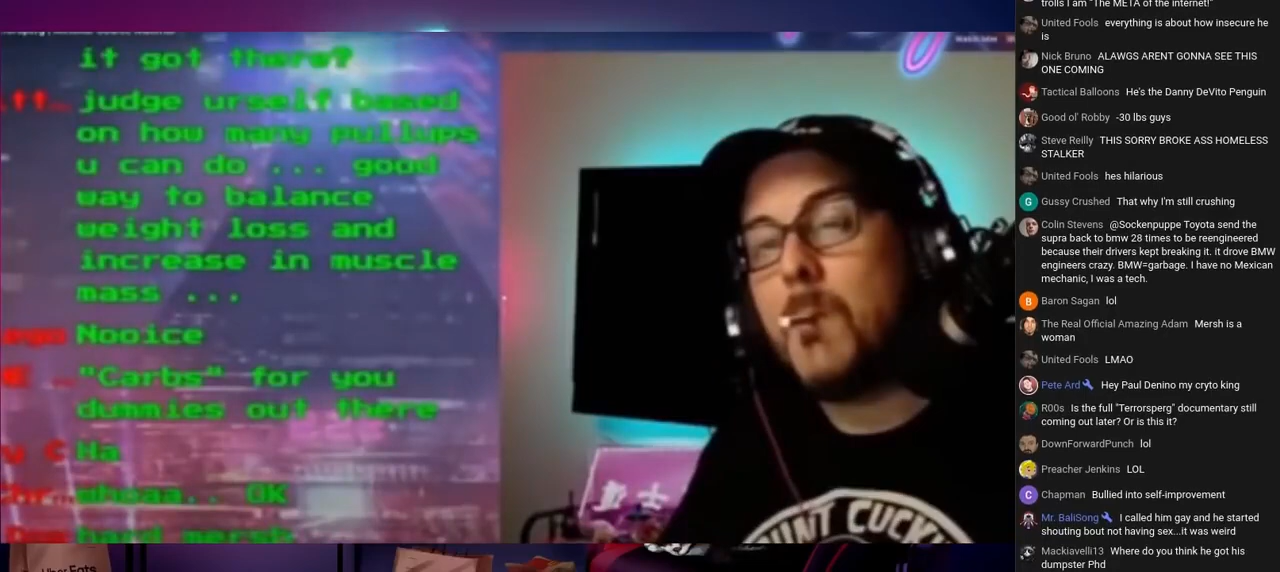 it got there?
judge urself based
on how many pullups
u can do ... good
way to balance
weight loss and
increase in muscle
mass ...
Nooice
"Carbs" for you
dummies out there
Ha
whoaa.. OK
hard mersh
UNT CUCK
Uber Eats
trolls I am "The META of the internet!"
United Fools everything is about how insecure he
is
Nick Bruno ALAWGS ARENT GONNA SEE THIS
ONE COMING
Tactical Balloons He's the Danny DeVito Penguin
Good ol' Robby -30 lbs guys
Steve Reilly THIS SORRY BROKE ASS HOMELESS
STALKER
United Fools hes hilarious
G Gussy Crushed That why I'm still crushing
Colin Stevens @Sockenpuppe Toyota send the
supra back to bmw 28 times to be reengineered
because their drivers kept breaking it. it drove BMW
engineers crazy. BMW=garbage. I have no Mexican
mechanic, I was a tech.
B Baron Sagan lol
The Real Official Amazing Adam Mersh is a
woman
United Fools LMAO
Pete Ard Hey Paul Denino my cryto king
R00s Is the full "Terrorsperg" documentary still
coming out later? Or is this it?
DownForwardPunch lol
Preacher Jenkins LOL
C Chapman Bullied into self-improvement
Mr. BaliSong I called him gay and he started
shouting bout not having sex...it was weird
Mackiavelli13 Where do you think he got his
dumpster Phd